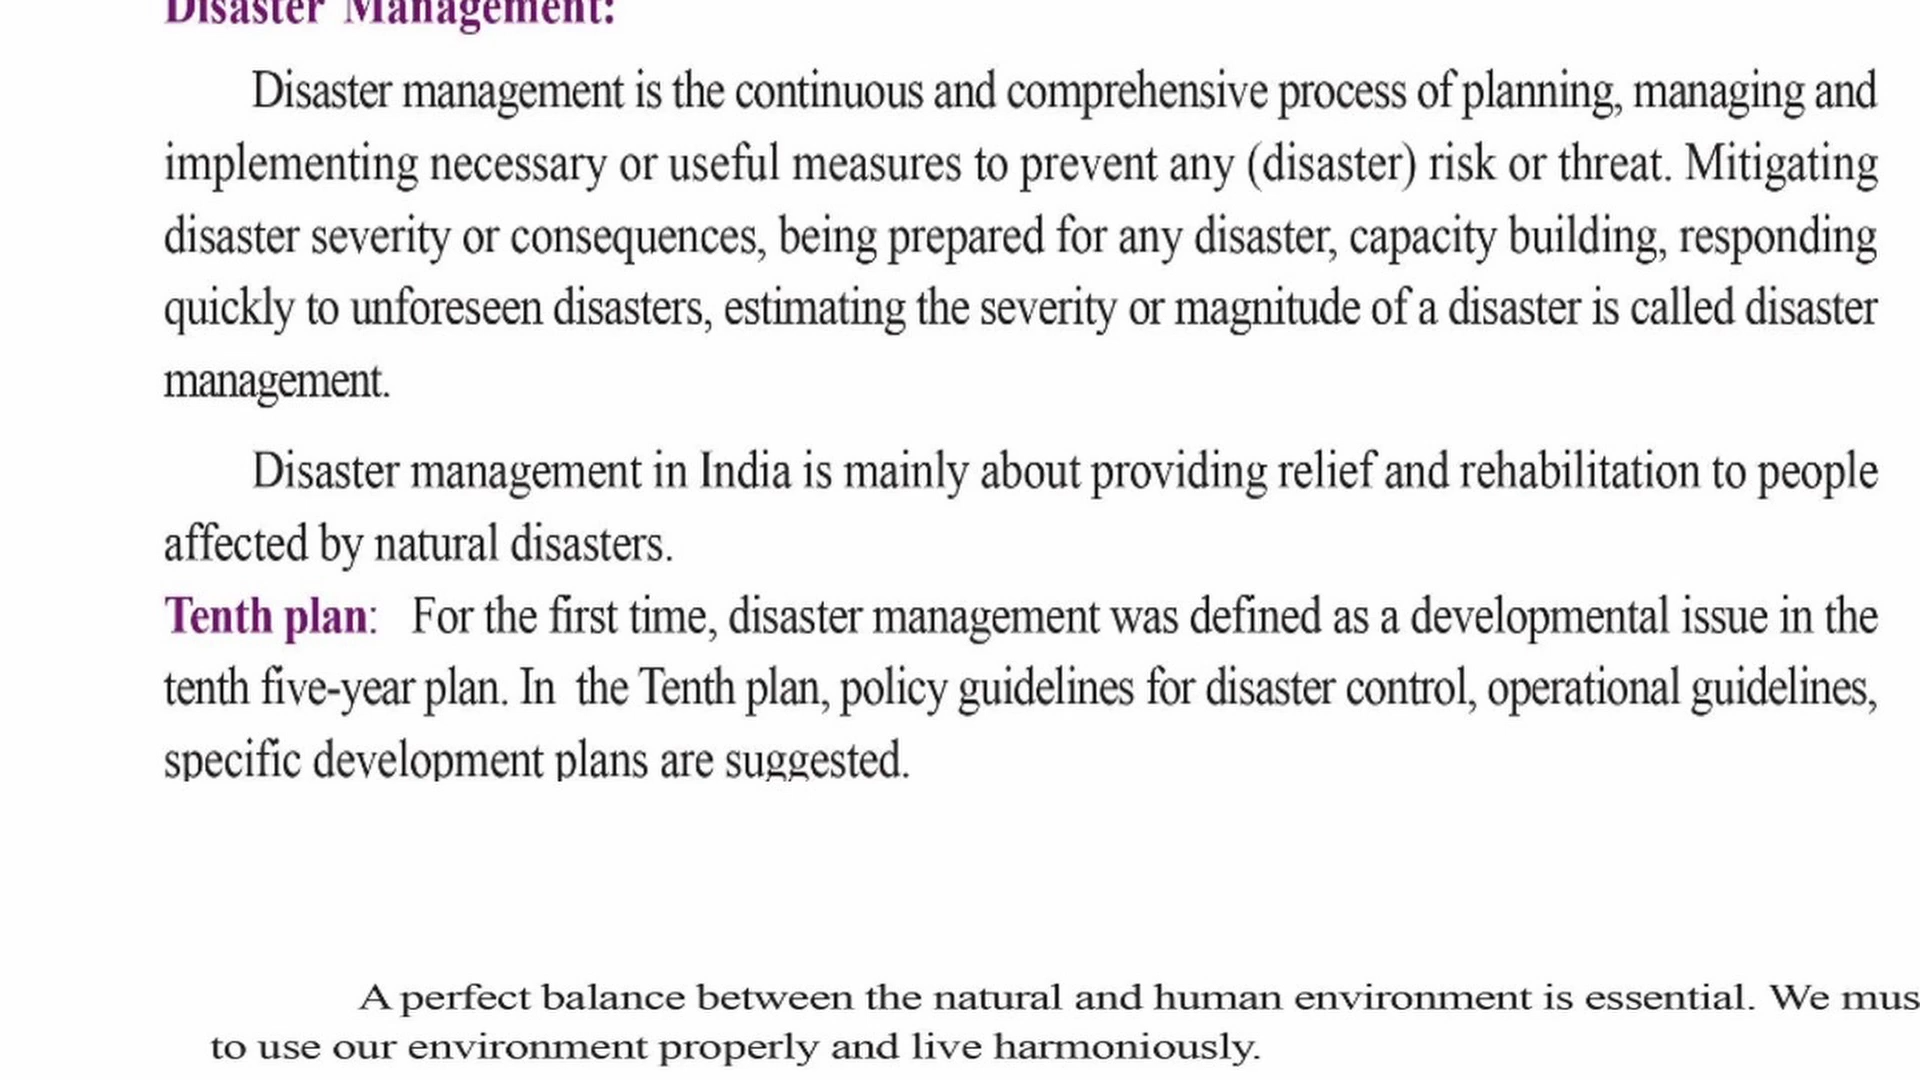 Disaster Management:
Disaster management is the continuous and comprehensive process of planning, managing and
implementing necessary or useful measures to prevent any (disaster) risk or threat. Mitigating
disaster severity or consequences, being prepared for any disaster, capacity building, responding
quickly to unforeseen disasters, estimating the severity or magnitude of a disaster is called disaster
management.
Disaster management in India is mainly about providing relief and rehabilitation to people
affected by natural disasters.
Tenth plan: For the first time, disaster management was defined as a developmental issue in the
tenth five-year plan. In the Tenth plan, policy guidelines for disaster control, operational guidelines,
specific development plans are suggested.
A perfect balance between the natural and human environment is essential. We mus
to use our environment properly and live harmoniously.